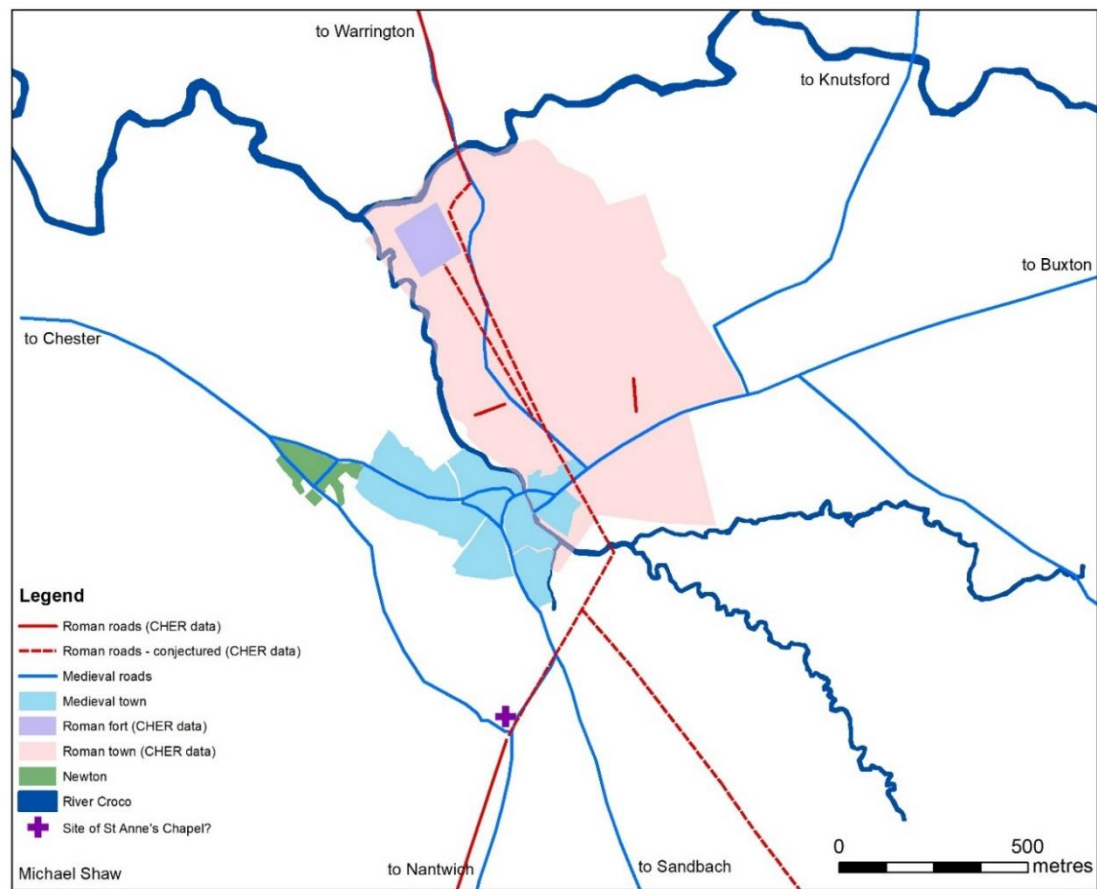 to Warrington
to Knutsford
to Buxton
to Chester
Legend
Roman roads (CHER data)
Roman roads - conjectured (CHER data)
Medieval roads
Medieval town
Roman fort (CHER data)
Roman town (CHER data)
Newton
River Croco
Site of St Anne's Chapel?
Michael Shaw
to Nantwich
to Sandbach
0 500
metres